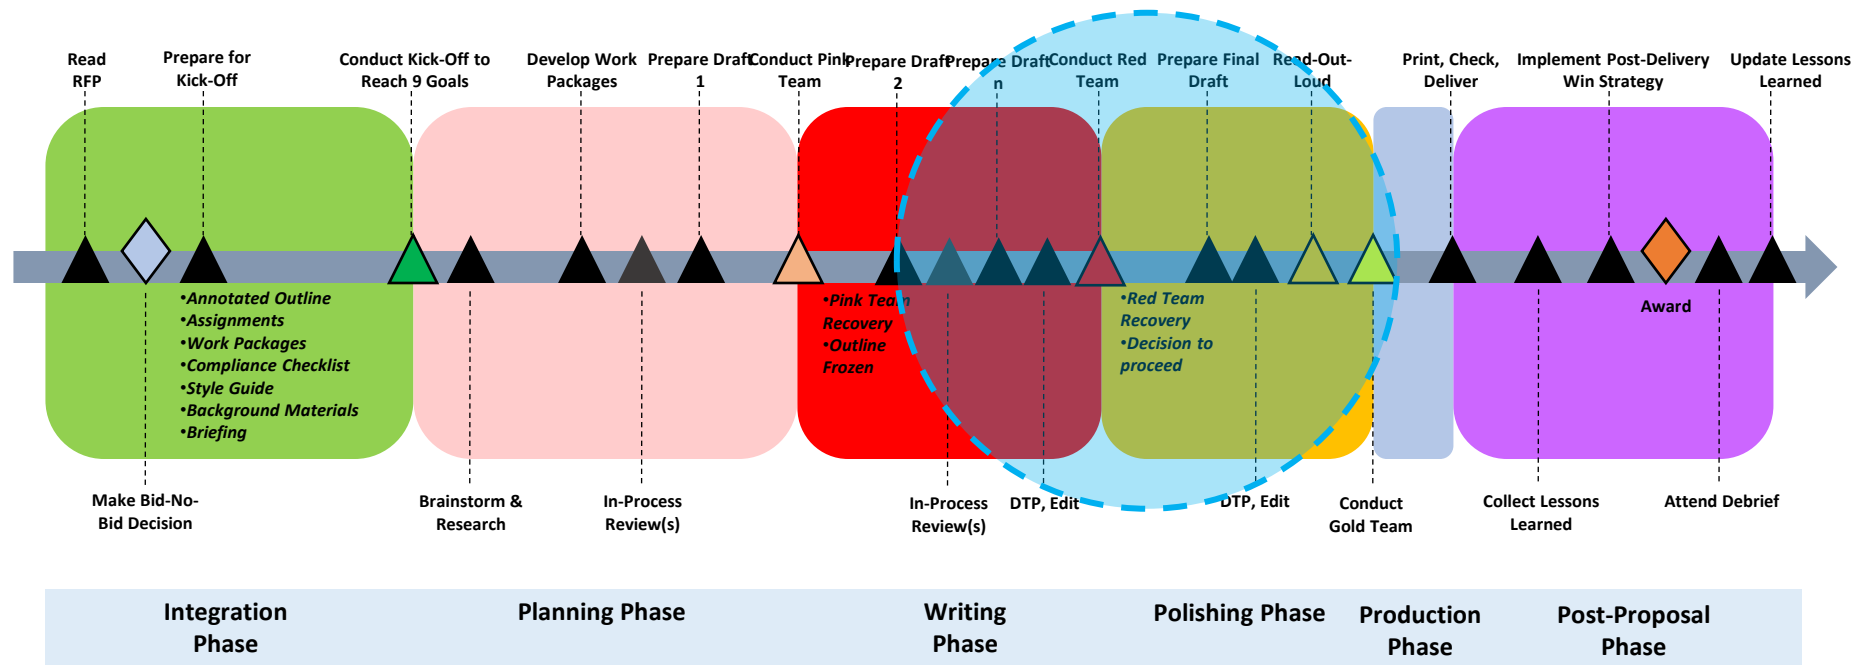 Read
RFP
Prepare for
Kick-Off
Conduct Kick-Off to
Reach 9 Goals
Develop Work
Packages
Prepare Draft
1
Conduct Pink
Team
Prepare Draft
2
Prepare Draft
n
Conduct Red
Team
Prepare Final
Draft
Read-Out-
Loud
Print, Check,
Deliver
Implement Post-Delivery
Win Strategy
Update Lessons
Learned
•Annotated Outline
•Assignments
•Work Packages
•Compliance Checklist
•Style Guide
•Background Materials
•Briefing
•Pink Team
Recovery
•Outline
Frozen
•Red Team
Recovery
•Decision to
proceed
Award
Make Bid-No-
Bid Decision
Brainstorm &
Research
In-Process
Review(s)
In-Process
Review(s)
DTP, Edit
DTP, Edit
Conduct
Gold Team
Collect Lessons
Learned
Attend Debrief
Integration
Phase
Planning Phase
Writing
Phase
Polishing Phase
Production
Phase
Post-Proposal
Phase